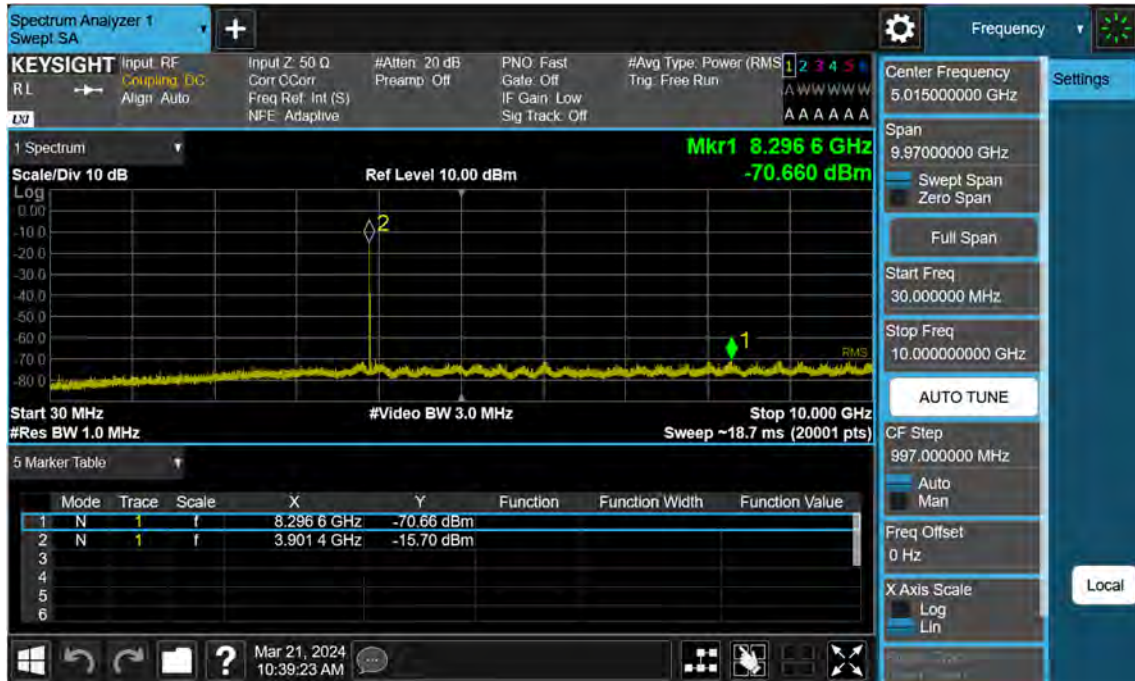 Spectrum Analyzer 1
Swept SA
+
Frequency
KEYSIGHT
Input: RF
Input Z: 50 Ω
#Atten: 20 dB
PNO: Fast
#Avg Type: Power (RMS
1 2 3 4 5 6
RL
Coupling: DC
Corr CCorr
Preamp: Off
Gate: Off
Trig: Free Run
A W W W W W
Align: Auto
Freq Ref: Int (S)
IF Gain: Low
LXI
NFE: Adaptive
Sig Track: Off
A A A A A A
1 Spectrum
Mkr1 8.296 6 GHz
Scale/Div 10 dB
Ref Level 10.00 dBm
-70.660 dBm
Log
0.00
-10.0
2
-20.0
-30.0
-40.0
-50.0
-60.0
1
-70.0
RMS
-80.0
Start 30 MHz
#Video BW 3.0 MHz
Stop 10.000 GHz
#Res BW 1.0 MHz
Sweep ~18.7 ms (20001 pts)
5 Marker Table
Mode Trace Scale X Y Function Function Width Function Value
1 N 1 f 8.296 6 GHz -70.66 dBm
2 N 1 f 3.901 4 GHz -15.70 dBm
3
4
5
6
?
Mar 21, 2024
10:39:23 AM
Center Frequency
5.015000000 GHz
Span
9.97000000 GHz
Swept Span
Zero Span
Full Span
Start Freq
30.000000 MHz
Stop Freq
10.000000000 GHz
AUTO TUNE
CF Step
997.000000 MHz
Auto
Man
Freq Offset
0 Hz
X Axis Scale
Log
Lin
Settings
Local